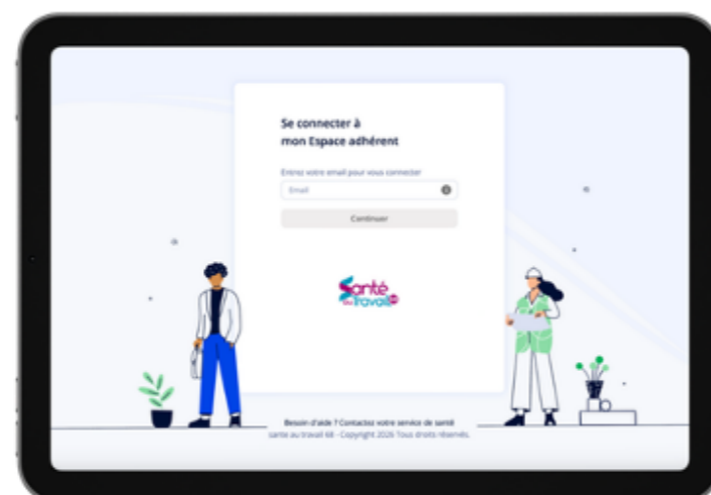 Se connecter à
mon Espace adhérent
Entrez votre email pour vous connecter
Email
Continuer
Santé
au Travail 68
Besoin d'aide ? Contactez votre service de santé
sante au travail 68 - Copyright 2026 Tous droits réservés.